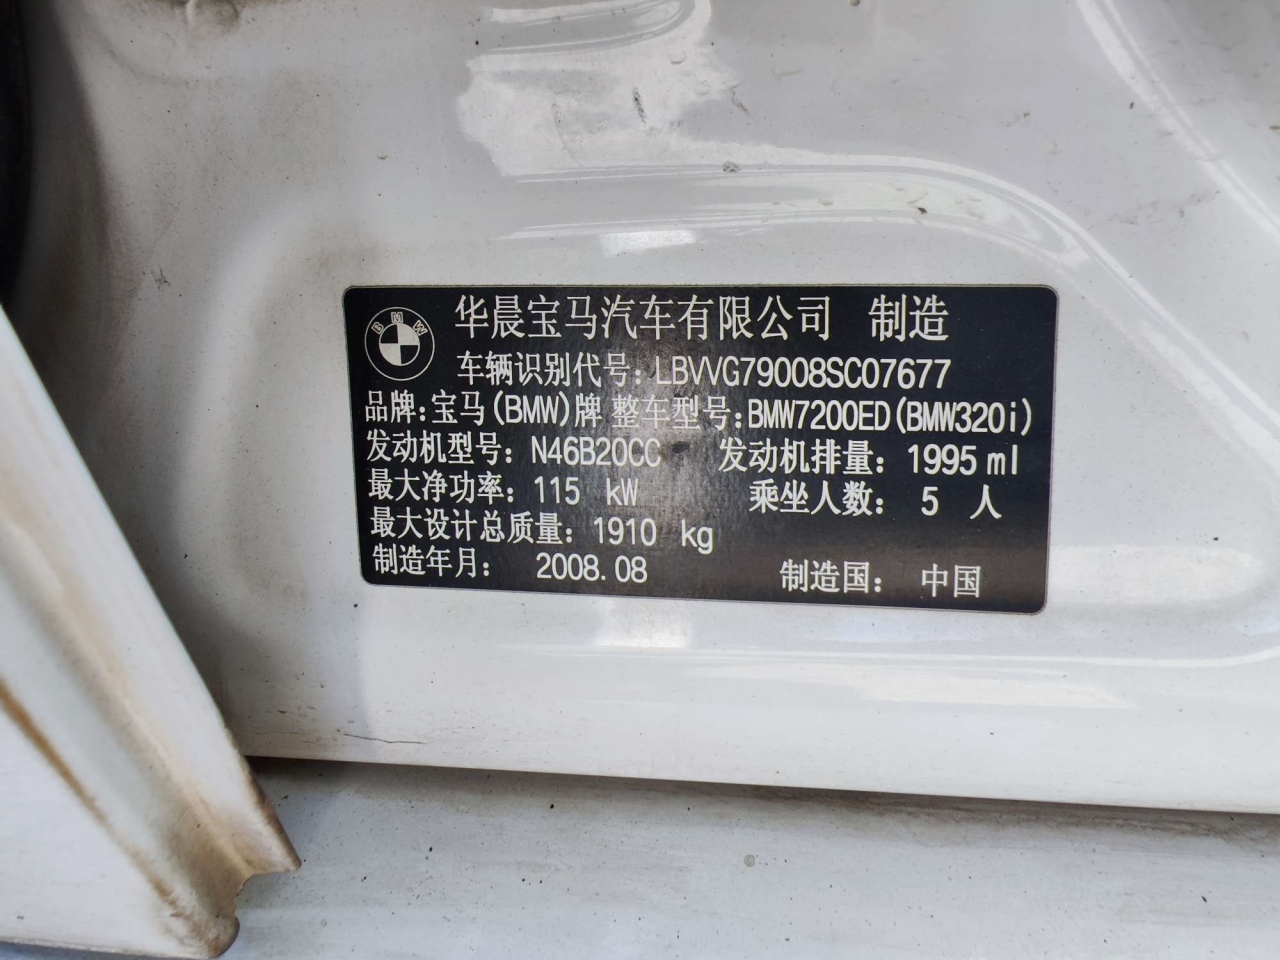 BMW 华晨宝马汽车有限公司 制造
车辆识别代号: LBVVG79008SC07677
品牌: 宝马(BMW)牌 整车型号: BMW7200ED(BMW320i)
发动机型号: N46B20CC 发动机排量: 1995 ml
最大净功率: 115 kW 乘坐人数: 5 人
最大设计总质量: 1910 kg
制造年月: 2008.08 制造国: 中国